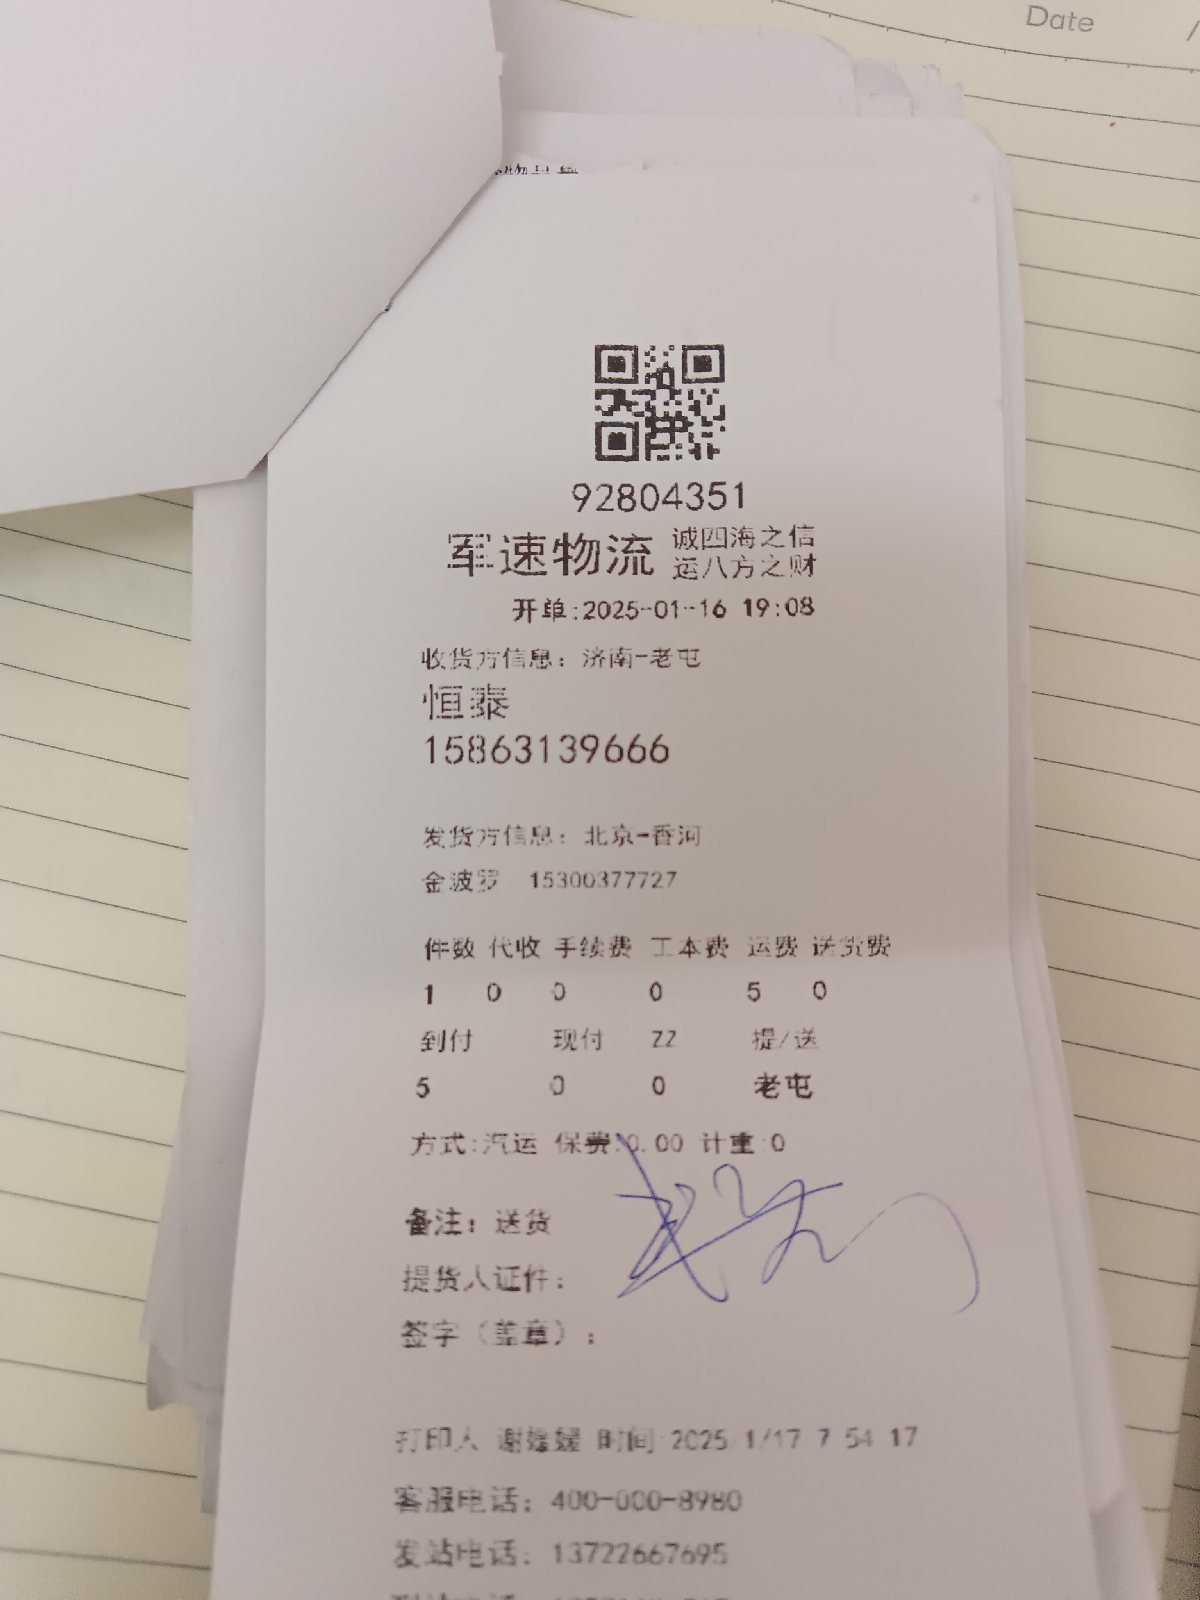 Date /
92804351
军速物流 诚四海之信
运八方之财
开单:2025-01-16 19:08
收货方信息: 济南-老屯
恒泰
15863139666
发货方信息: 北京-香河
金波罗 15300377727
件数 代收 手续费 工本费 运费 送货费
1 0 0 0 5 0
到付 现付 ZZ 提/送
5 0 0 老屯
方式:汽运 保费:0.00 计重:0
备注: 送货
提货人证件:
签字(盖章):
打印人 谢媛媛 时间 2025/1/17 7 54 17
客服电话: 400-000-8980
发站电话: 13722667695